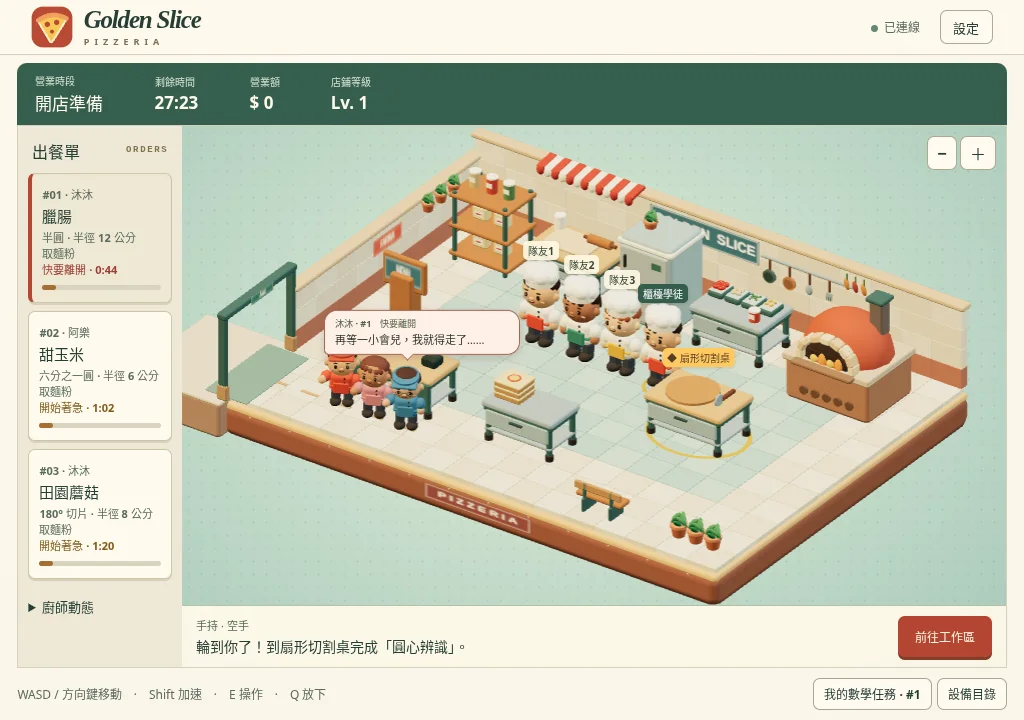 Golden Slice
PIZZERIA
已連線
設定
營業時段
開店準備
剩餘時間
27:23
營業額
$ 0
店鋪等級
Lv. 1
出餐單
ORDERS
#01 · 沐沐
臘腸
半圓 · 半徑 12 公分
取麵粉
快要離開 · 0:44
#02 · 阿樂
甜玉米
六分之一圓 · 半徑 6 公分
取麵粉
開始著急 · 1:02
#03 · 沐沐
田園蘑菇
180° 切片 · 半徑 8 公分
取麵粉
開始著急 · 1:20
▶ 廚師動態
− +
N SLICE
隊友1
隊友2
隊友3
櫃檯學徒
沐沐 · #1 快要離開
再等一小會兒，我就得走了……
◆ 扇形切割桌
PIZZERIA
手持 · 空手
輪到你了！到扇形切割桌完成「圓心辨識」。
前往工作區
WASD / 方向鍵移動 · Shift 加速 · E 操作 · Q 放下
我的數學任務 · #1
設備目錄